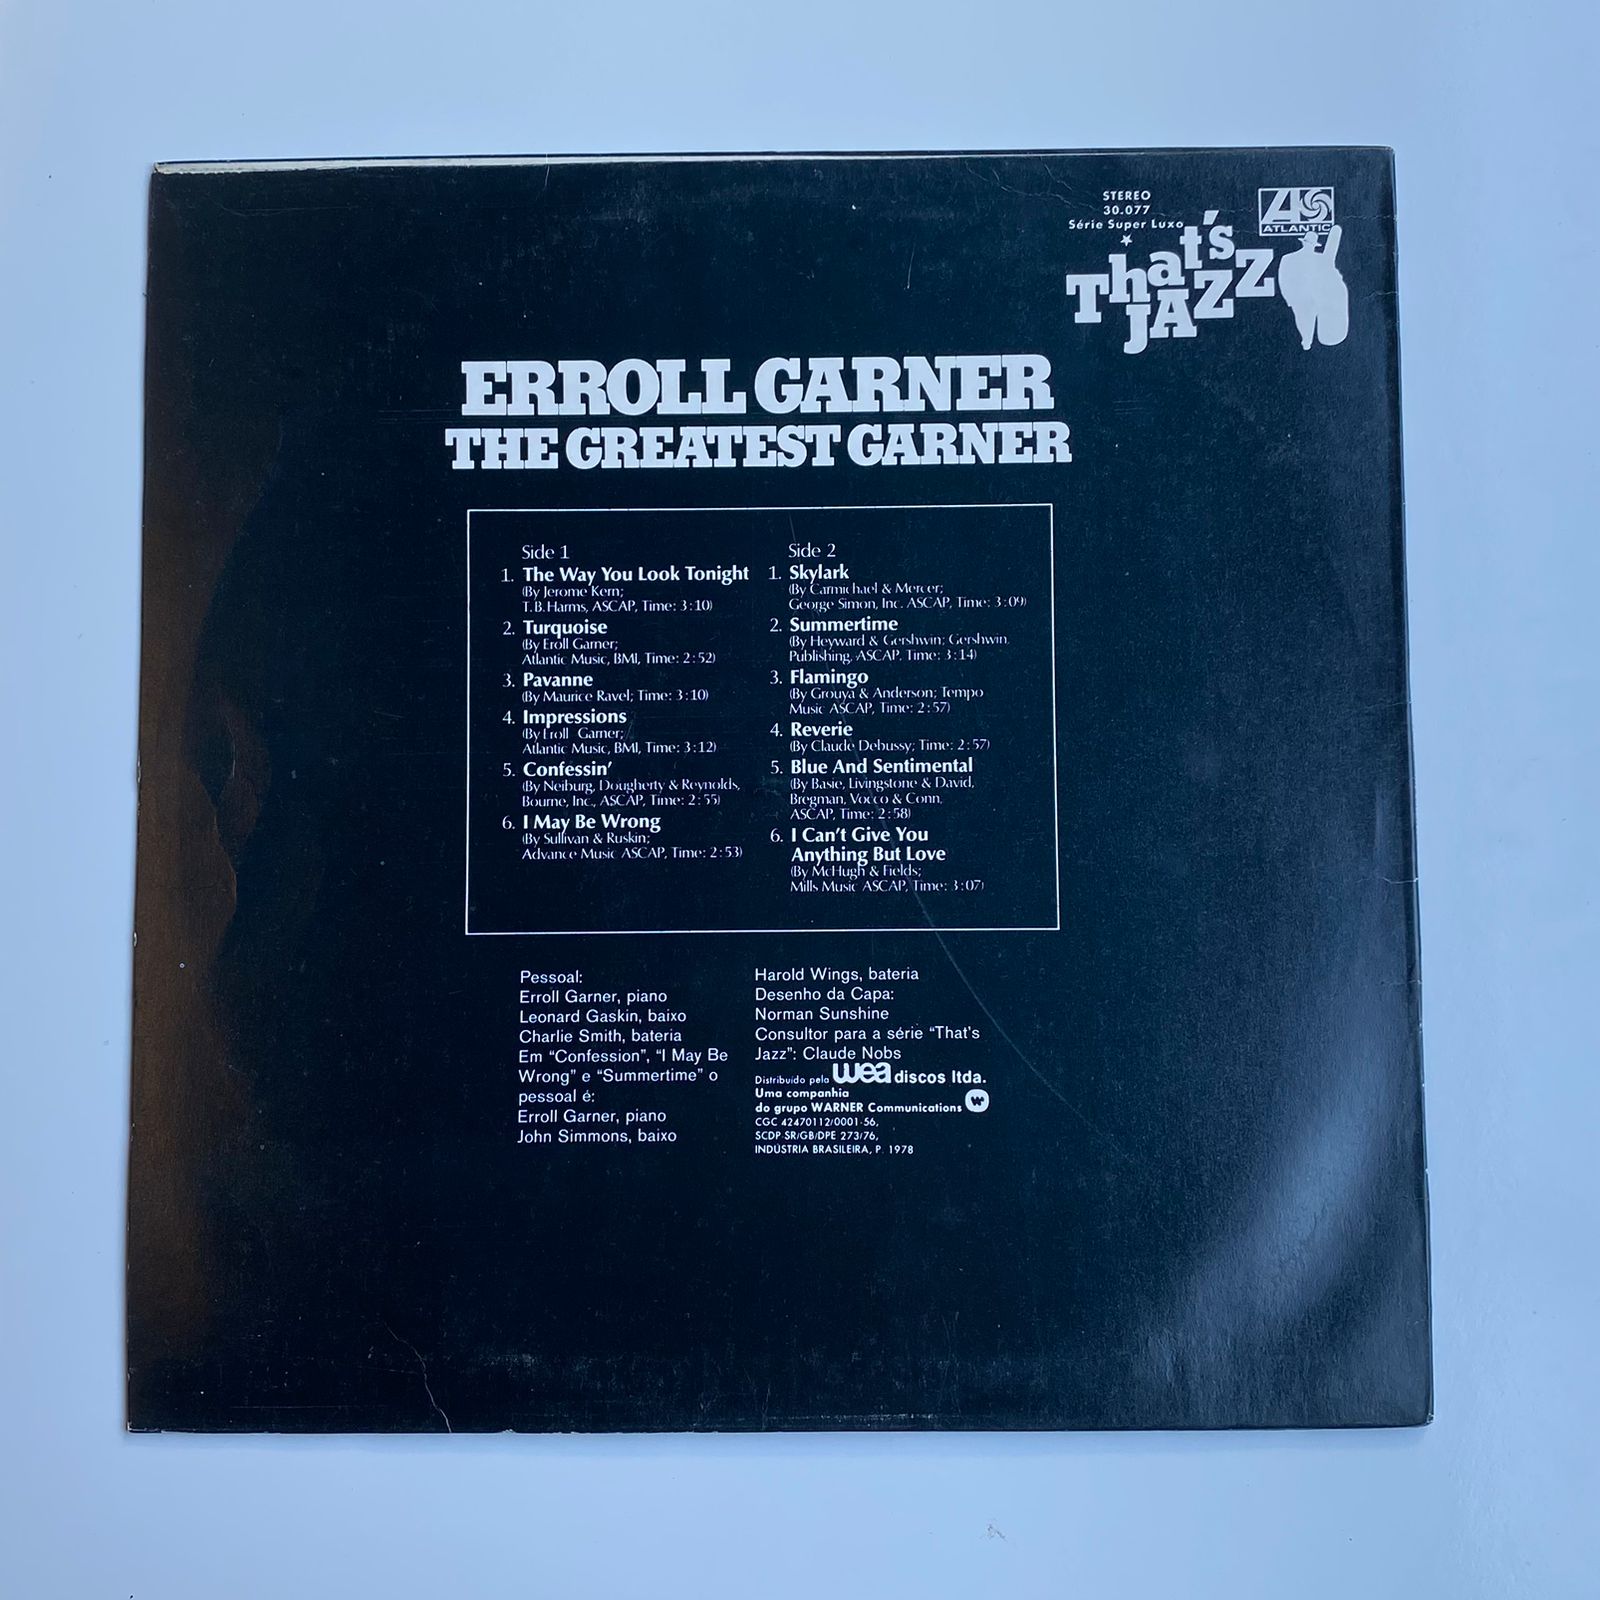 STEREO
30.077
Série Super Luxo
ATLANTIC
That's
JAZZ
ERROLL GARNER
THE GREATEST GARNER
Side 1
1. The Way You Look Tonight
(By Jerome Kern;
T.B. Harms, ASCAP, Time: 3:10)
2. Turquoise
(By Eroll Garner;
Atlantic Music, BMI, Time: 2:52)
3. Pavanne
(By Maurice Ravel; Time: 3:10)
4. Impressions
(By Eroll Garner;
Atlantic Music, BMI, Time: 3:12)
5. Confessin'
(By Neiburg, Dougherty & Reynolds,
Bourne, Inc., ASCAP, Time: 2:55)
6. I May Be Wrong
(By Sullivan & Ruskin;
Advance Music ASCAP, Time: 2:53)
Side 2
1. Skylark
(By Carmichael & Mercer;
George Simon, Inc. ASCAP, Time: 3:09)
2. Summertime
(By Heyward & Gershwin; Gershwin
Publishing, ASCAP. Time: 3:14)
3. Flamingo
(By Grouya & Anderson; Tempo
Music ASCAP, Time: 2:57)
4. Reverie
(By Claude Debussy; Time: 2:57)
5. Blue And Sentimental
(By Basie, Livingstone & David,
Bregman, Vocco & Conn,
ASCAP, Time: 2:58)
6. I Can't Give You
Anything But Love
(By McHugh & Fields;
Mills Music ASCAP, Time: 3:07)
Pessoal:
Erroll Garner, piano
Leonard Gaskin, baixo
Charlie Smith, bateria
Em “Confession”, “I May Be
Wrong” e “Summertime” o
pessoal é:
Erroll Garner, piano
John Simmons, baixo
Harold Wings, bateria
Desenho da Capa:
Norman Sunshine
Consultor para a série “That's
Jazz”: Claude Nobs
Distribuído pela wea discos ltda.
Uma companhia
do grupo WARNER Communications
CGC 42470112/0001-56,
SCDP-SR/GB/DPE 273/76,
INDÚSTRIA BRASILEIRA, P. 1978